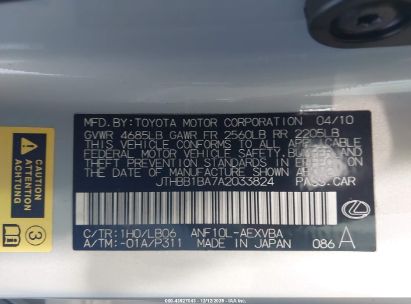 MFD. BY: TOYOTA MOTOR CORPORATION 04/10
GVWR 4685LB GAWR FR 2560LB RR 2205LB
THIS VEHICLE CONFORMS TO ALL APPLICABLE
FEDERAL MOTOR VEHICLE SAFETY, BUMPER, AND
THEFT PREVENTION STANDARDS IN EFFECT ON
THE DATE OF MANUFACTURE SHOWN ABOVE.
JTHBB1BA7A2033824 PASS.CAR
C/TR:1H0/LB06 ANF10L-AEXVBA
A/TM:-01A/P311 MADE IN JAPAN 086 A
ACHTUNG
ATTENTION
3